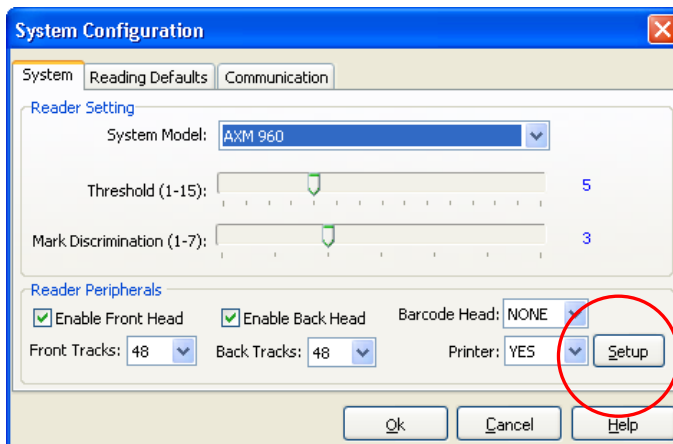 System Configuration
System Reading Defaults Communication
Reader Setting
System Model: AXM 960
Threshold (1-15): 5
Mark Discrimination (1-7): 3
Reader Peripherals
Enable Front Head Enable Back Head Barcode Head: NONE
Front Tracks: 48 Back Tracks: 48 Printer: YES Setup
Ok Cancel Help